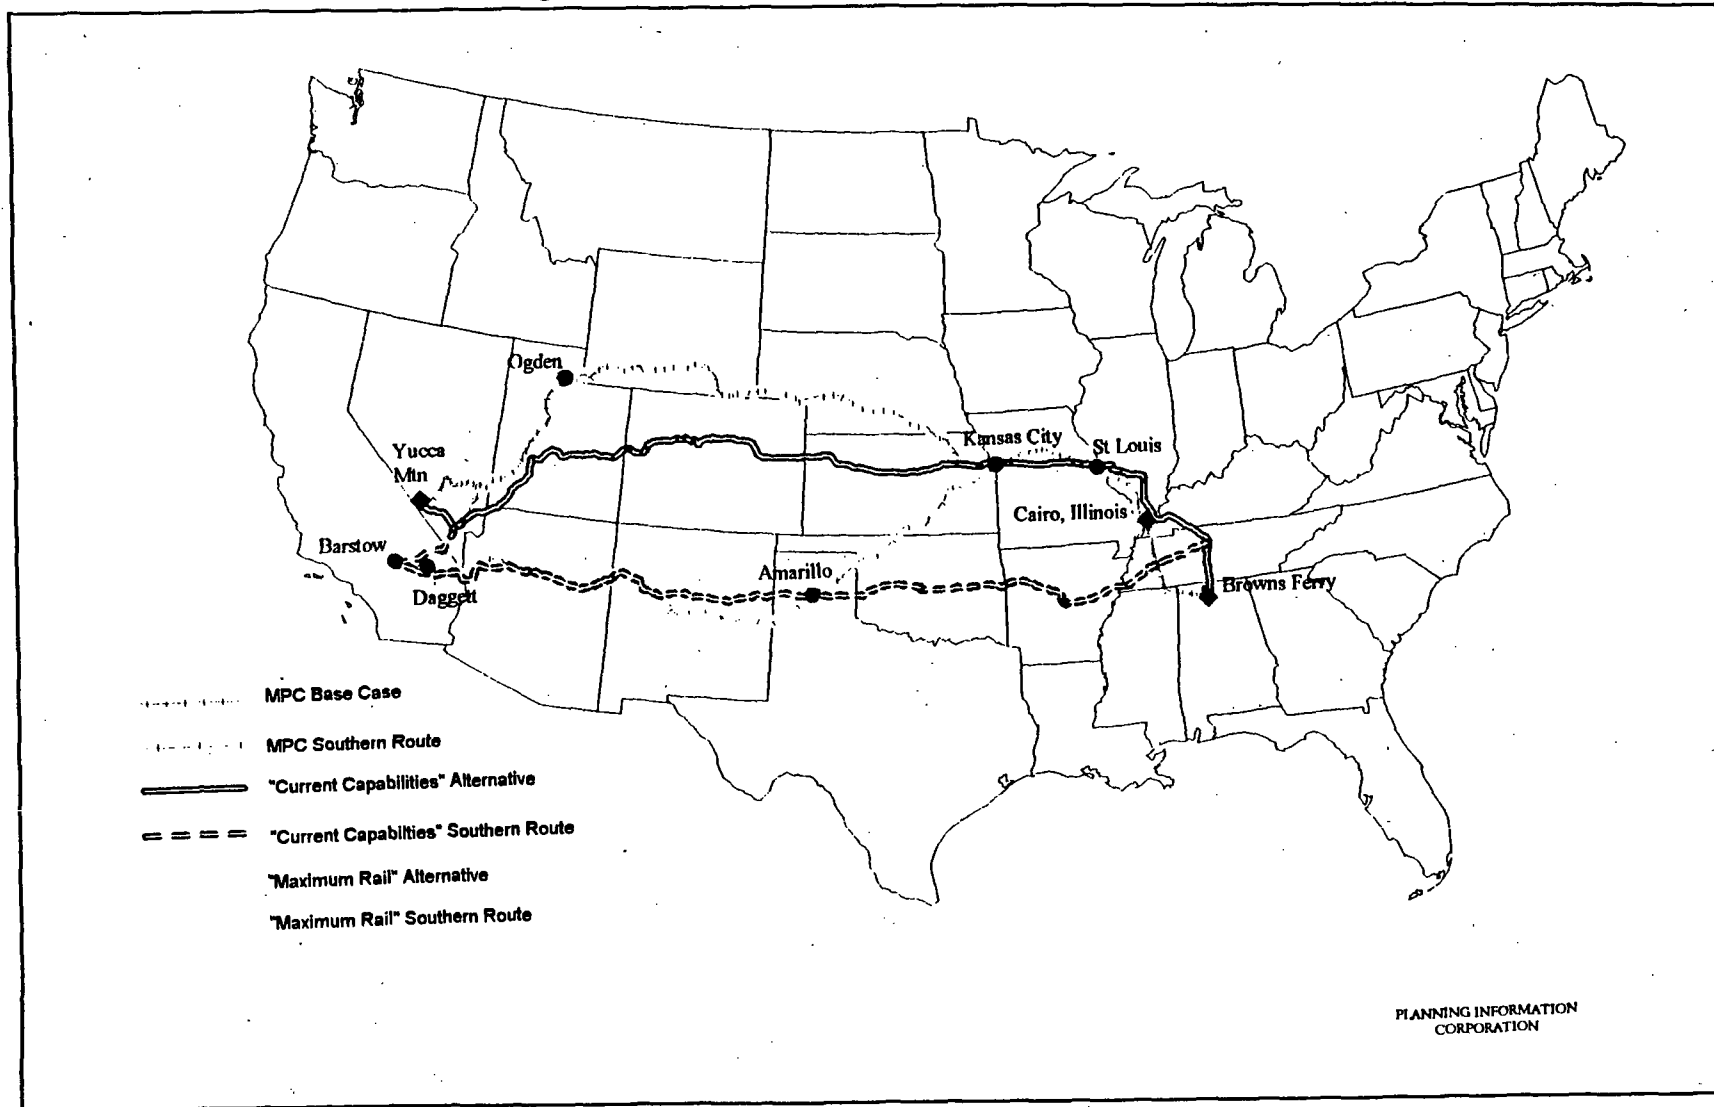 Ogden
Kansas City
St Louis
Yucca
Mtn
Cairo, Illinois
Barstow
Amarillo
Daggett
Browns Ferry
MPC Base Case
MPC Southern Route
"Current Capabilities" Alternative
"Current Capabilties" Southern Route
"Maximum Rail" Alternative
"Maximum Rail" Southern Route
PLANNING INFORMATION
CORPORATION